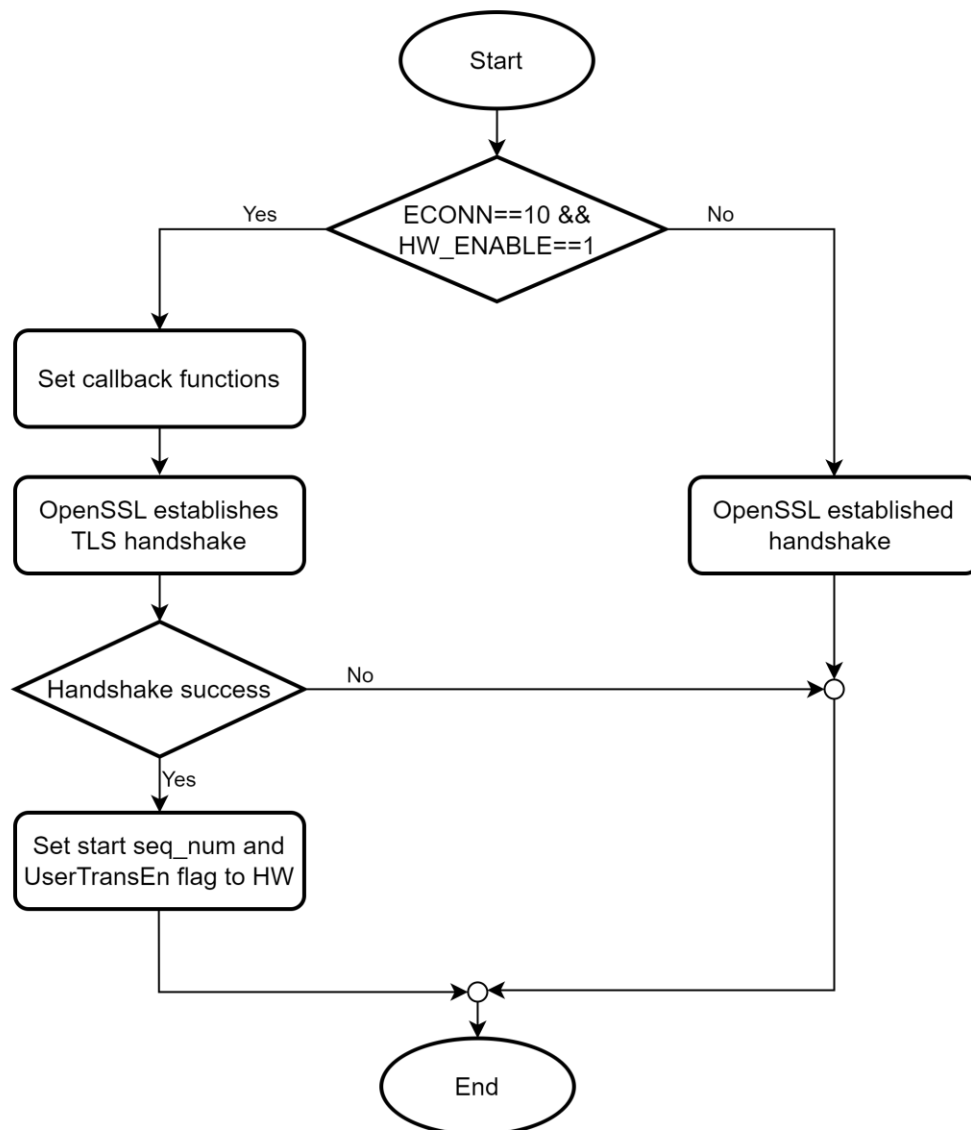 Start
ECONN==10 &&
HW_ENABLE==1
Yes
No
Set callback functions
OpenSSL establishes
TLS handshake
OpenSSL established
handshake
Handshake success
No
Yes
Set start seq_num and
UserTransEn flag to HW
End